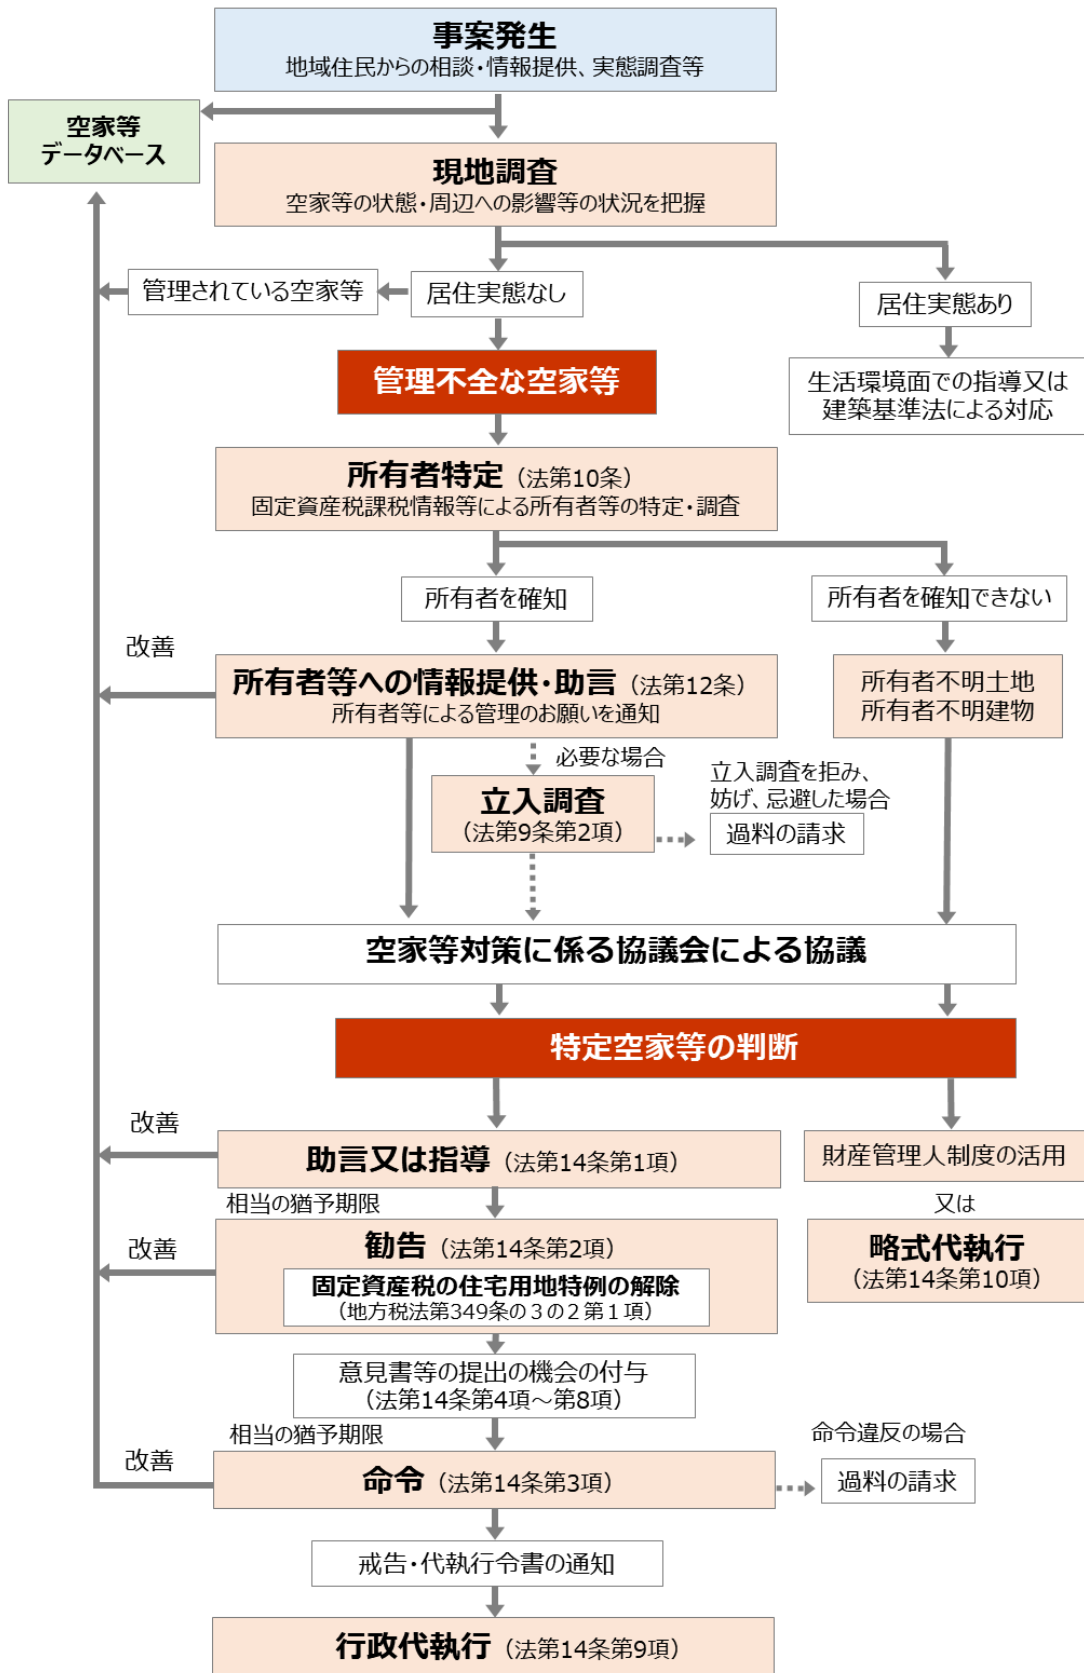 事案発生
地域住民からの相談・情報提供、実態調査等
空家等
データベース
現地調査
空家等の状態・周辺への影響等の状況を把握
管理されている空家等
居住実態なし
居住実態あり
管理不全な空家等
生活環境面での指導又は
建築基準法による対応
所有者特定（法第10条）
固定資産税課税情報等による所有者等の特定・調査
所有者を確知
所有者を確知できない
改善
所有者等への情報提供・助言（法第12条）
所有者等による管理のお願いを通知
所有者不明土地
所有者不明建物
必要な場合
立入調査
（法第9条第2項）
立入調査を拒み、
妨げ、忌避した場合
過料の請求
空家等対策に係る協議会による協議
特定空家等の判断
改善
助言又は指導（法第14条第1項）
財産管理人制度の活用
相当の猶予期限
又は
改善
勧告（法第14条第2項）
固定資産税の住宅用地特例の解除
（地方税法第349条の３の２第１項）
略式代執行
（法第14条第10項）
意見書等の提出の機会の付与
（法第14条第4項～第8項）
相当の猶予期限
命令違反の場合
改善
命令（法第14条第3項）
過料の請求
戒告・代執行令書の通知
行政代執行（法第14条第9項）